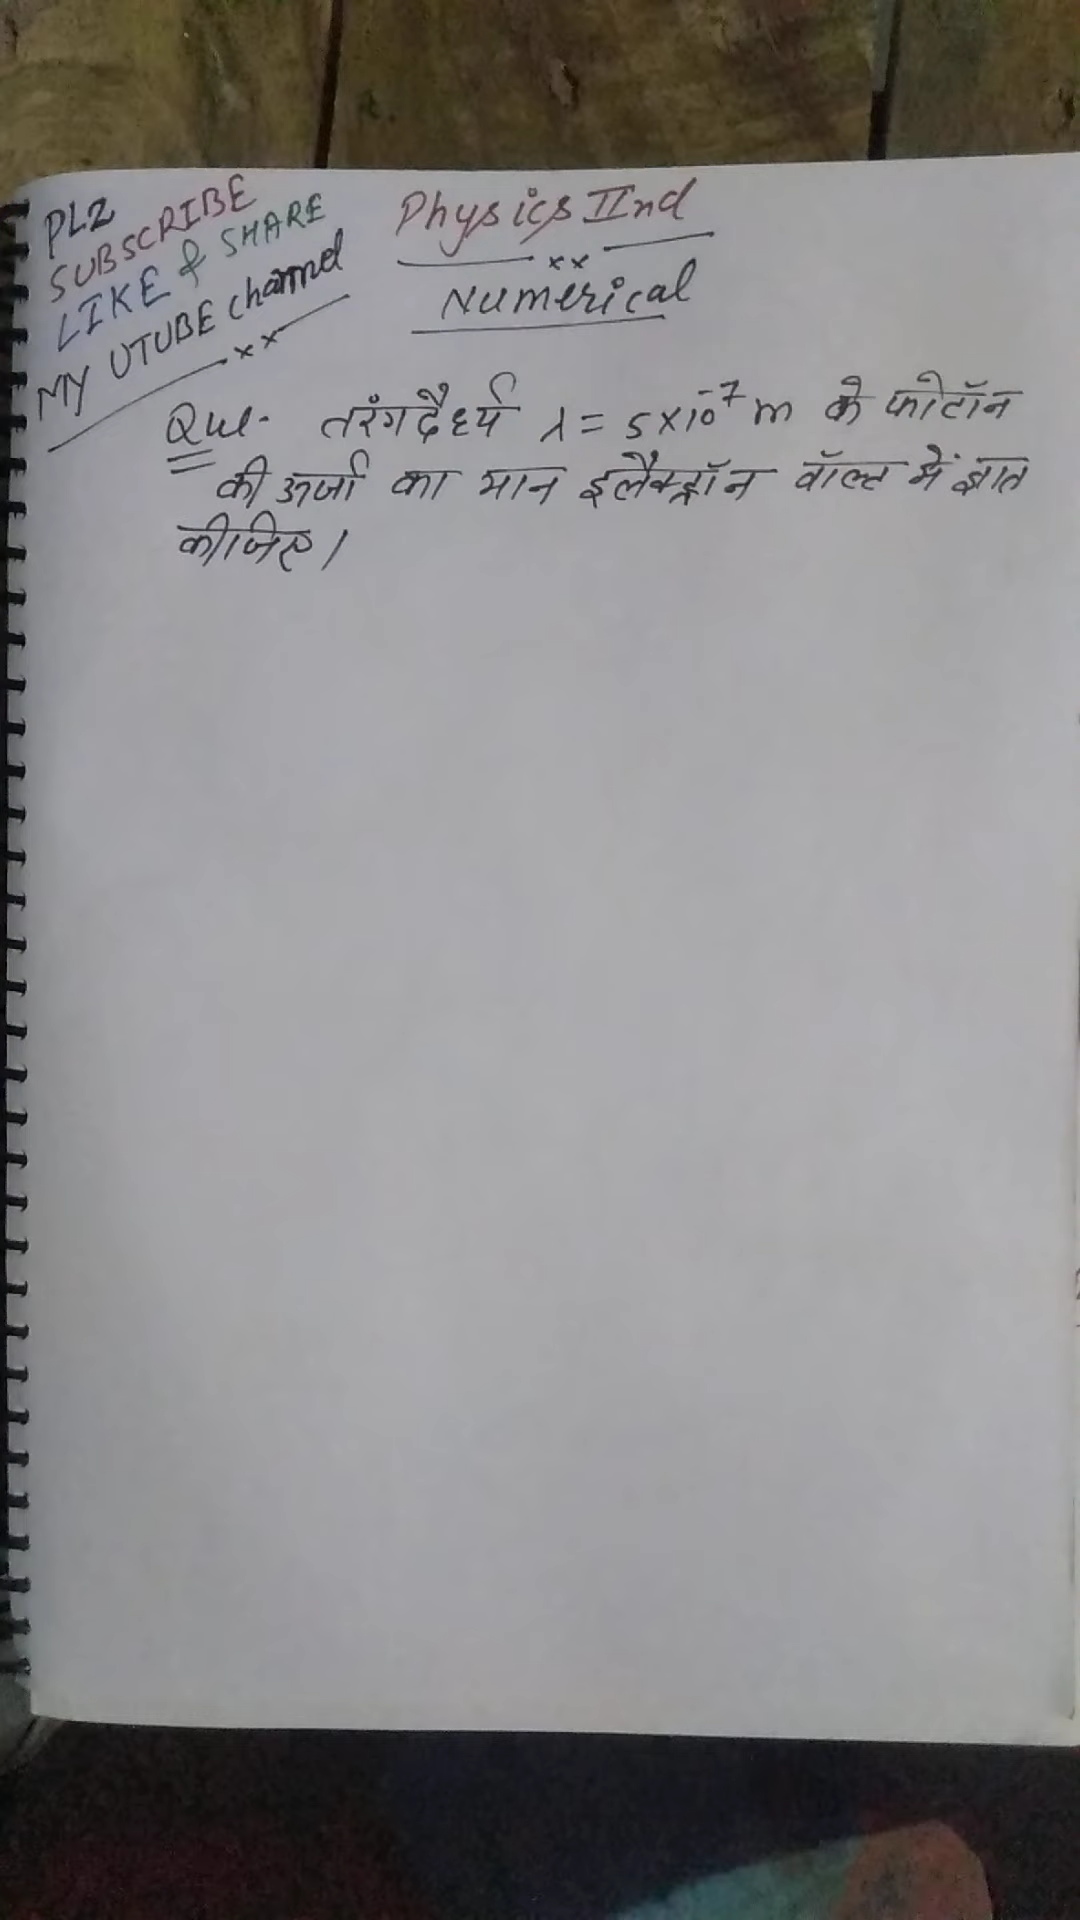 PLZ
SUBSCRIBE
LIKE & SHARE
MY UTUBE channel
Physics IInd
Numerical
Que- तरंगदैर्ध्य λ = 5×10⁻⁷ m के फोटॉन
की ऊर्जा का मान इलैक्ट्रॉन वॉल्ट में ज्ञात
कीजिए।